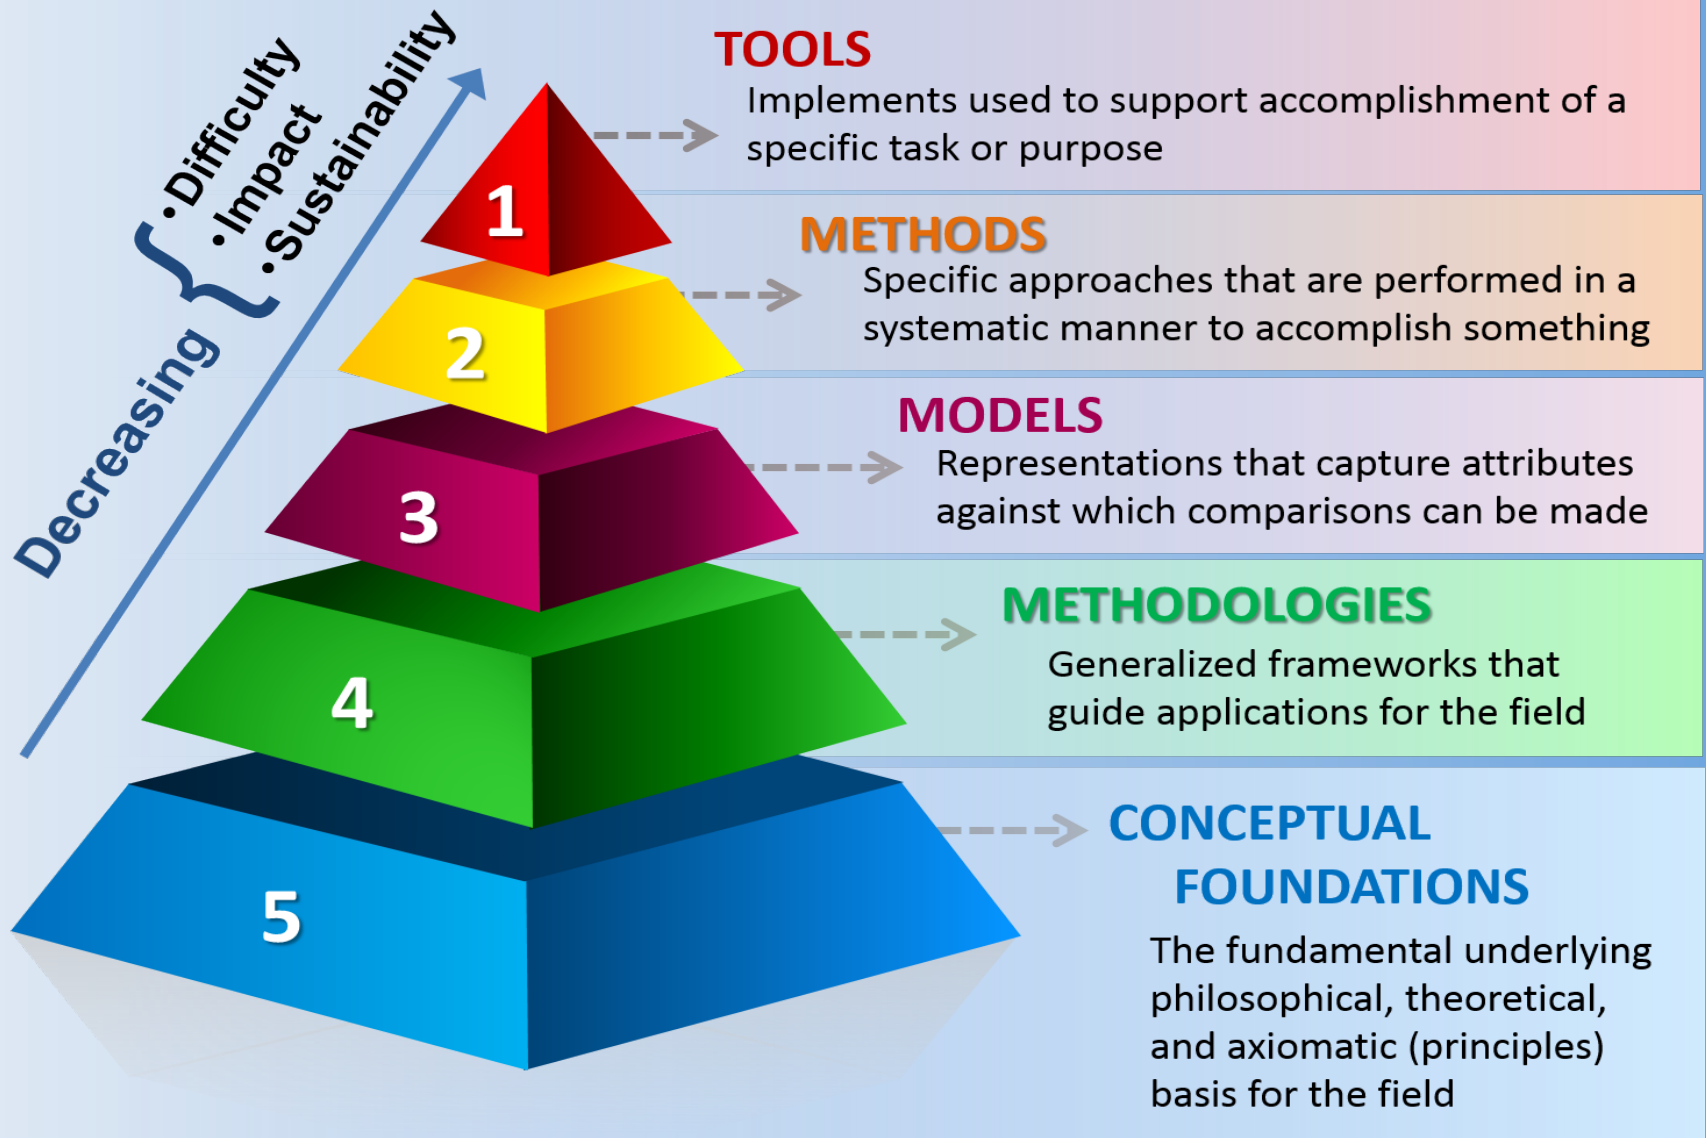 Decreasing
• Difficulty
• Impact
• Sustainability
1
TOOLS
Implements used to support accomplishment of a
specific task or purpose
2
METHODS
Specific approaches that are performed in a
systematic manner to accomplish something
3
MODELS
Representations that capture attributes
against which comparisons can be made
4
METHODOLOGIES
Generalized frameworks that
guide applications for the field
5
CONCEPTUAL
FOUNDATIONS
The fundamental underlying
philosophical, theoretical,
and axiomatic (principles)
basis for the field